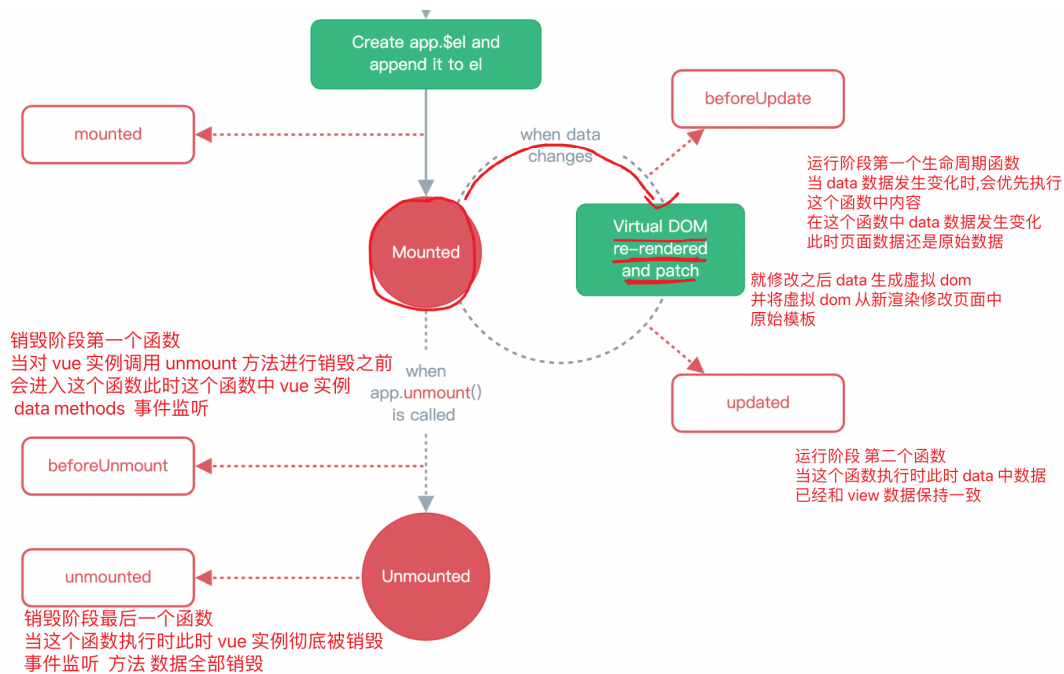 Create app.$el and
append it to el
mounted
when data
changes
beforeUpdate
运行阶段第一个生命周期函数
当 data 数据发生变化时,会优先执行
这个函数中内容
在这个函数中 data 数据发生变化
此时页面数据还是原始数据
Mounted
Virtual DOM
re-rendered
and patch
就修改之后 data 生成虚拟 dom
并将虚拟 dom 从新渲染修改页面中
原始模板
销毁阶段第一个函数
当对 vue 实例调用 unmount 方法进行销毁之前
会进入这个函数此时这个函数中 vue 实例
data methods 事件监听
when
app.unmount()
is called
updated
运行阶段 第二个函数
当这个函数执行时此时 data 中数据
已经和 view 数据保持一致
beforeUnmount
unmounted
Unmounted
销毁阶段最后一个函数
当这个函数执行时此时 vue 实例彻底被销毁
事件监听 方法 数据全部销毁